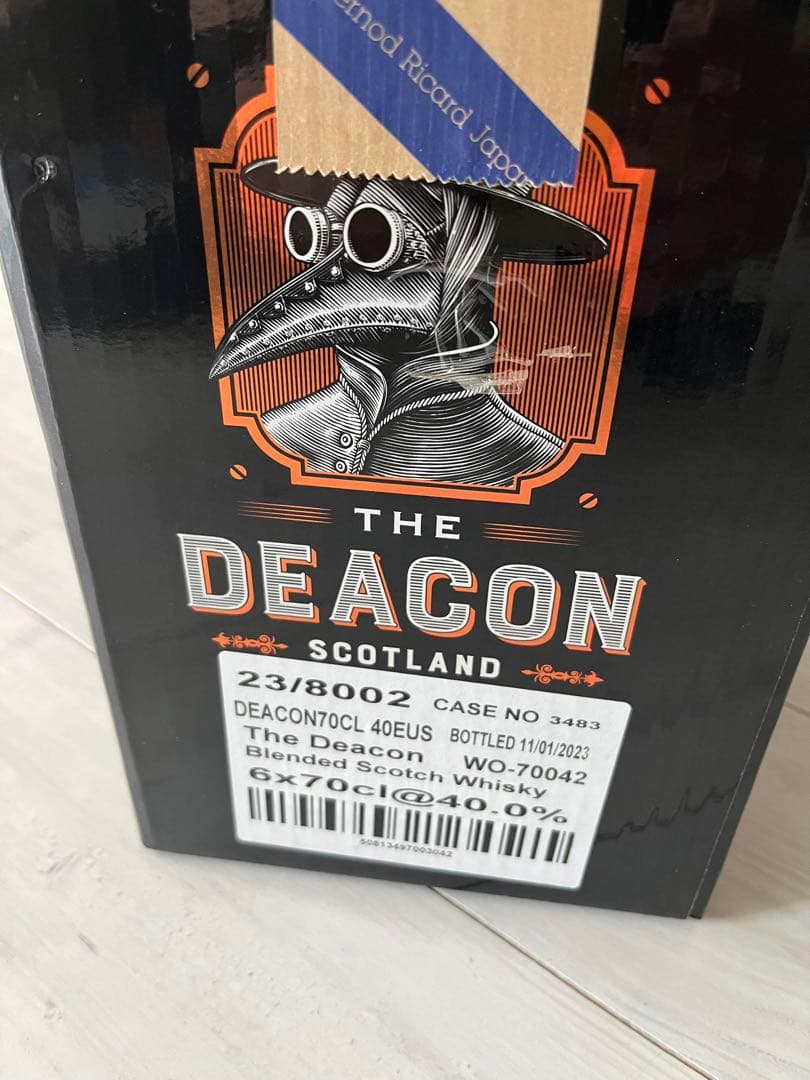 ernod Ricard Japan
THE
DEACON
SCOTLAND
23/8002 CASE NO 3483
DEACON70CL 40EUS BOTTLED 11/01/2023
The Deacon WO-70042
Blended Scotch Whisky
6x70cl@40.0%